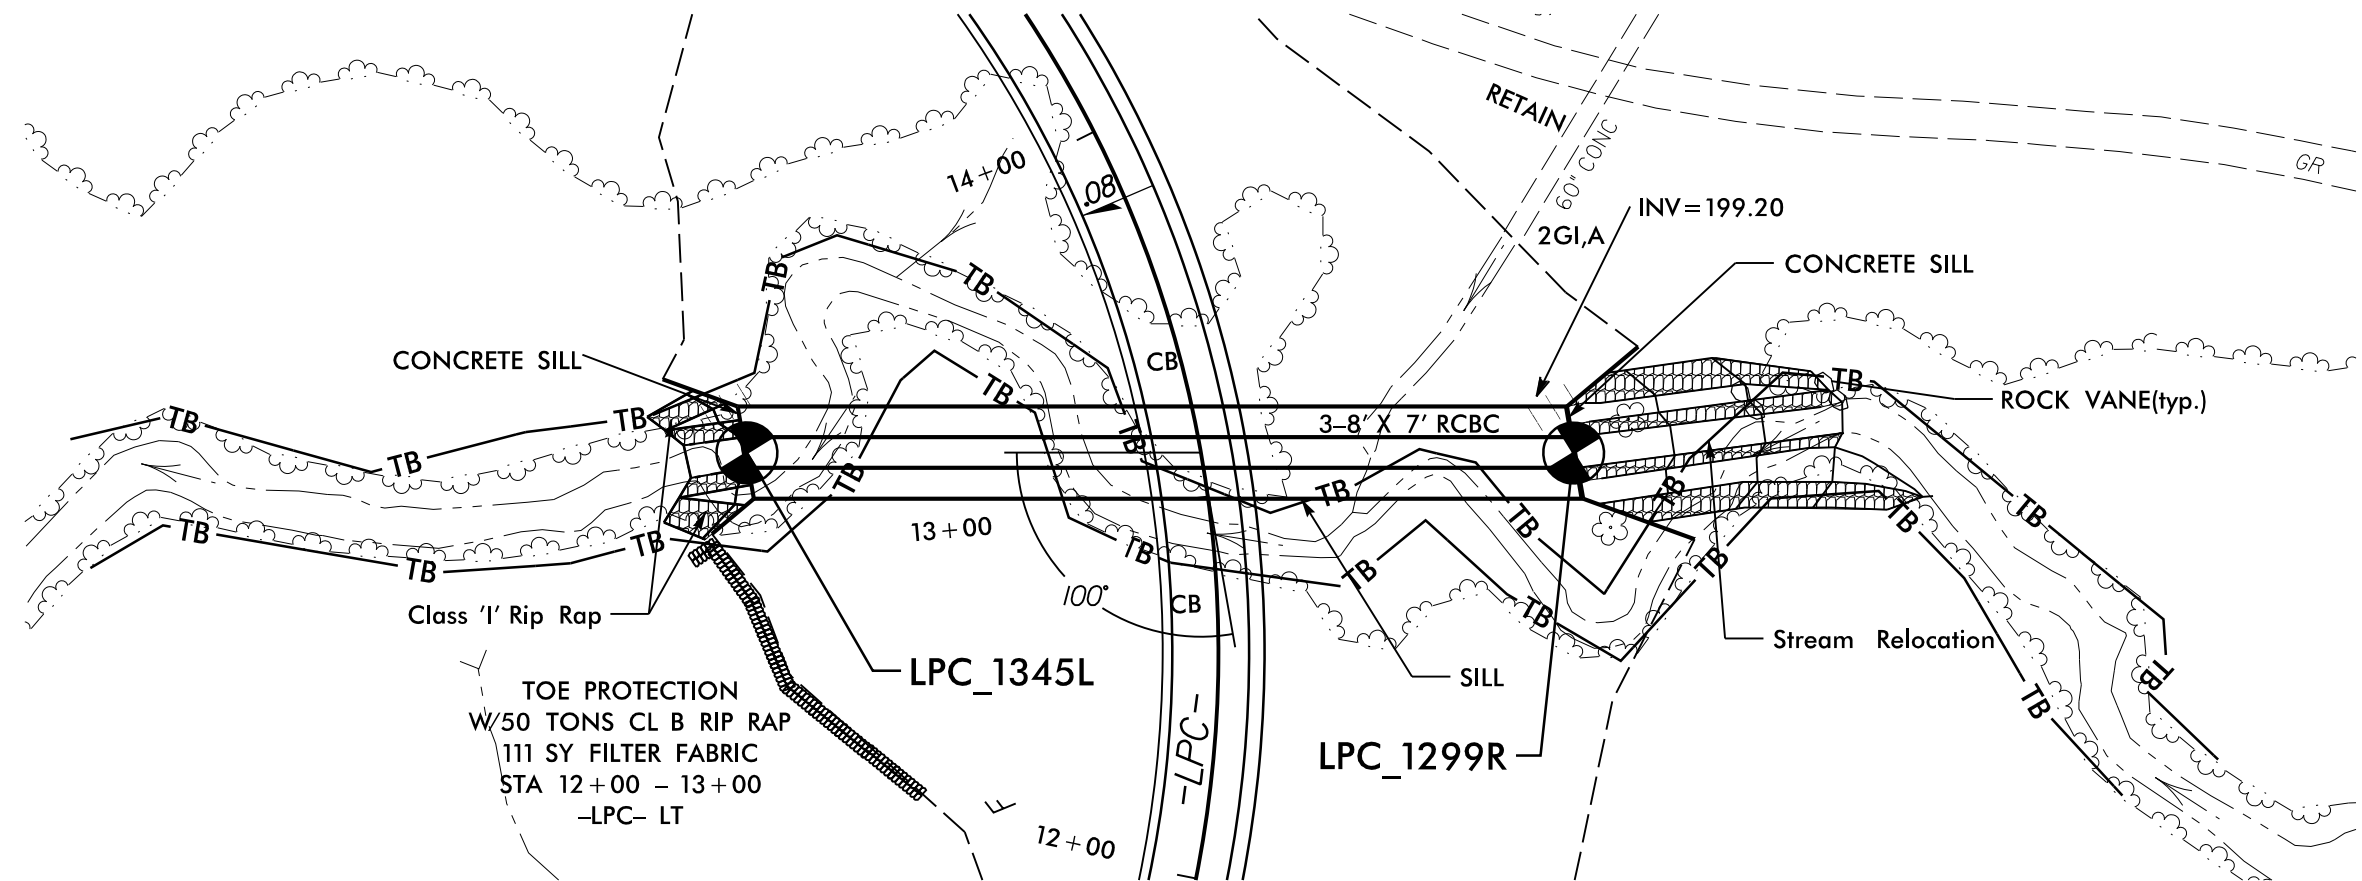 RETAIN
60" CONC
GR
14+00
.08
INV=199.20
2GI,A
CONCRETE SILL
TB
TB
CB
CONCRETE SILL
TB
TB
ROCK VANE(typ.)
TB
TB
3-8' X 7' RCBC
TB
TB
TB
TB
TB
TB
TB
TB
TB
13+00
TB
TB
TB
TB
TB
TB
100°
CB
TB
Class 'I' Rip Rap
Stream Relocation
LPC_1345L
SILL
TB
TB
TOE PROTECTION
W/50 TONS CL B RIP RAP
111 SY FILTER FABRIC
STA 12+00 – 13+00
–LPC– LT
-LPC-
LPC_1299R
F
12+00